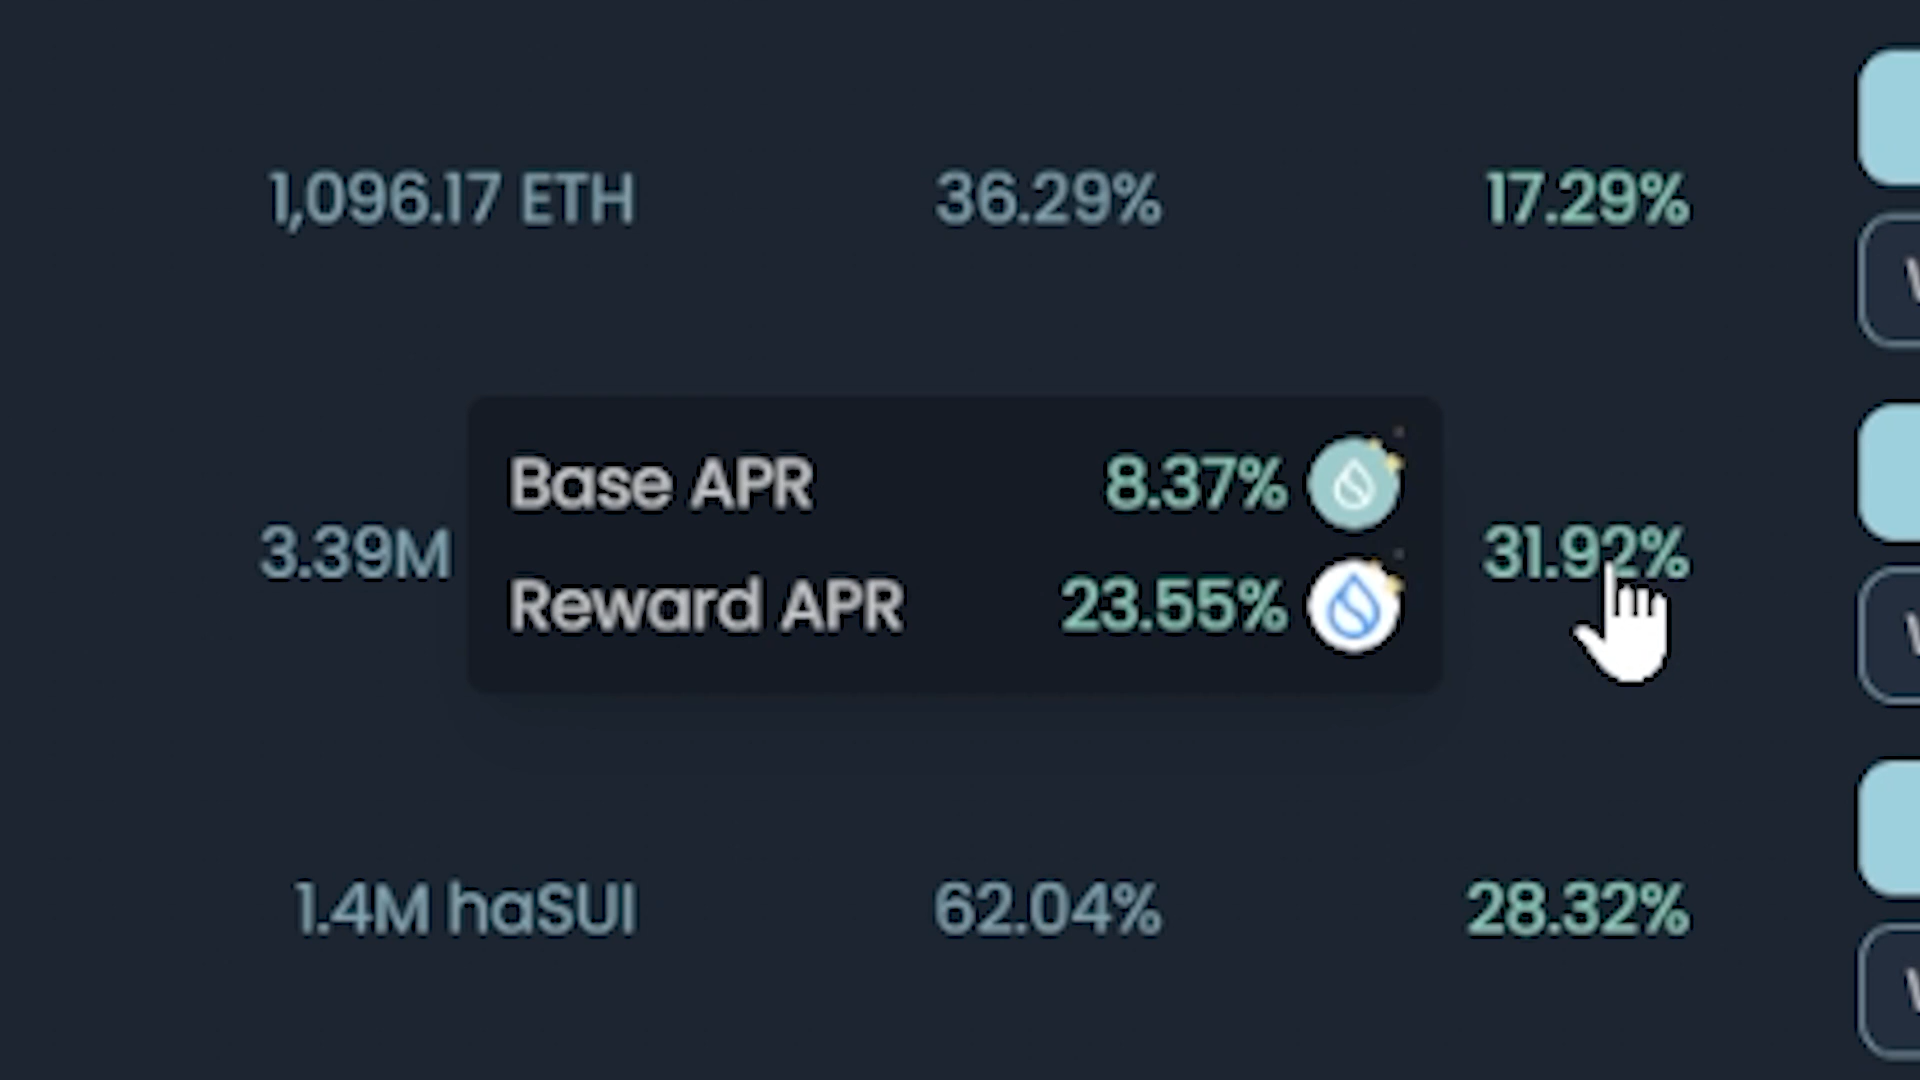 1,096.17 ETH 36.29% 17.29%
Base APR 8.37%
3.39M 31.92%
Reward APR 23.55%
1.4M haSUI 62.04% 28.32%